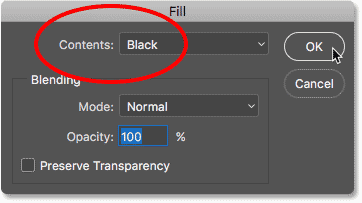 Fill
Contents: Black
OK
Cancel
Blending
Mode: Normal
Opacity: 100 %
Preserve Transparency